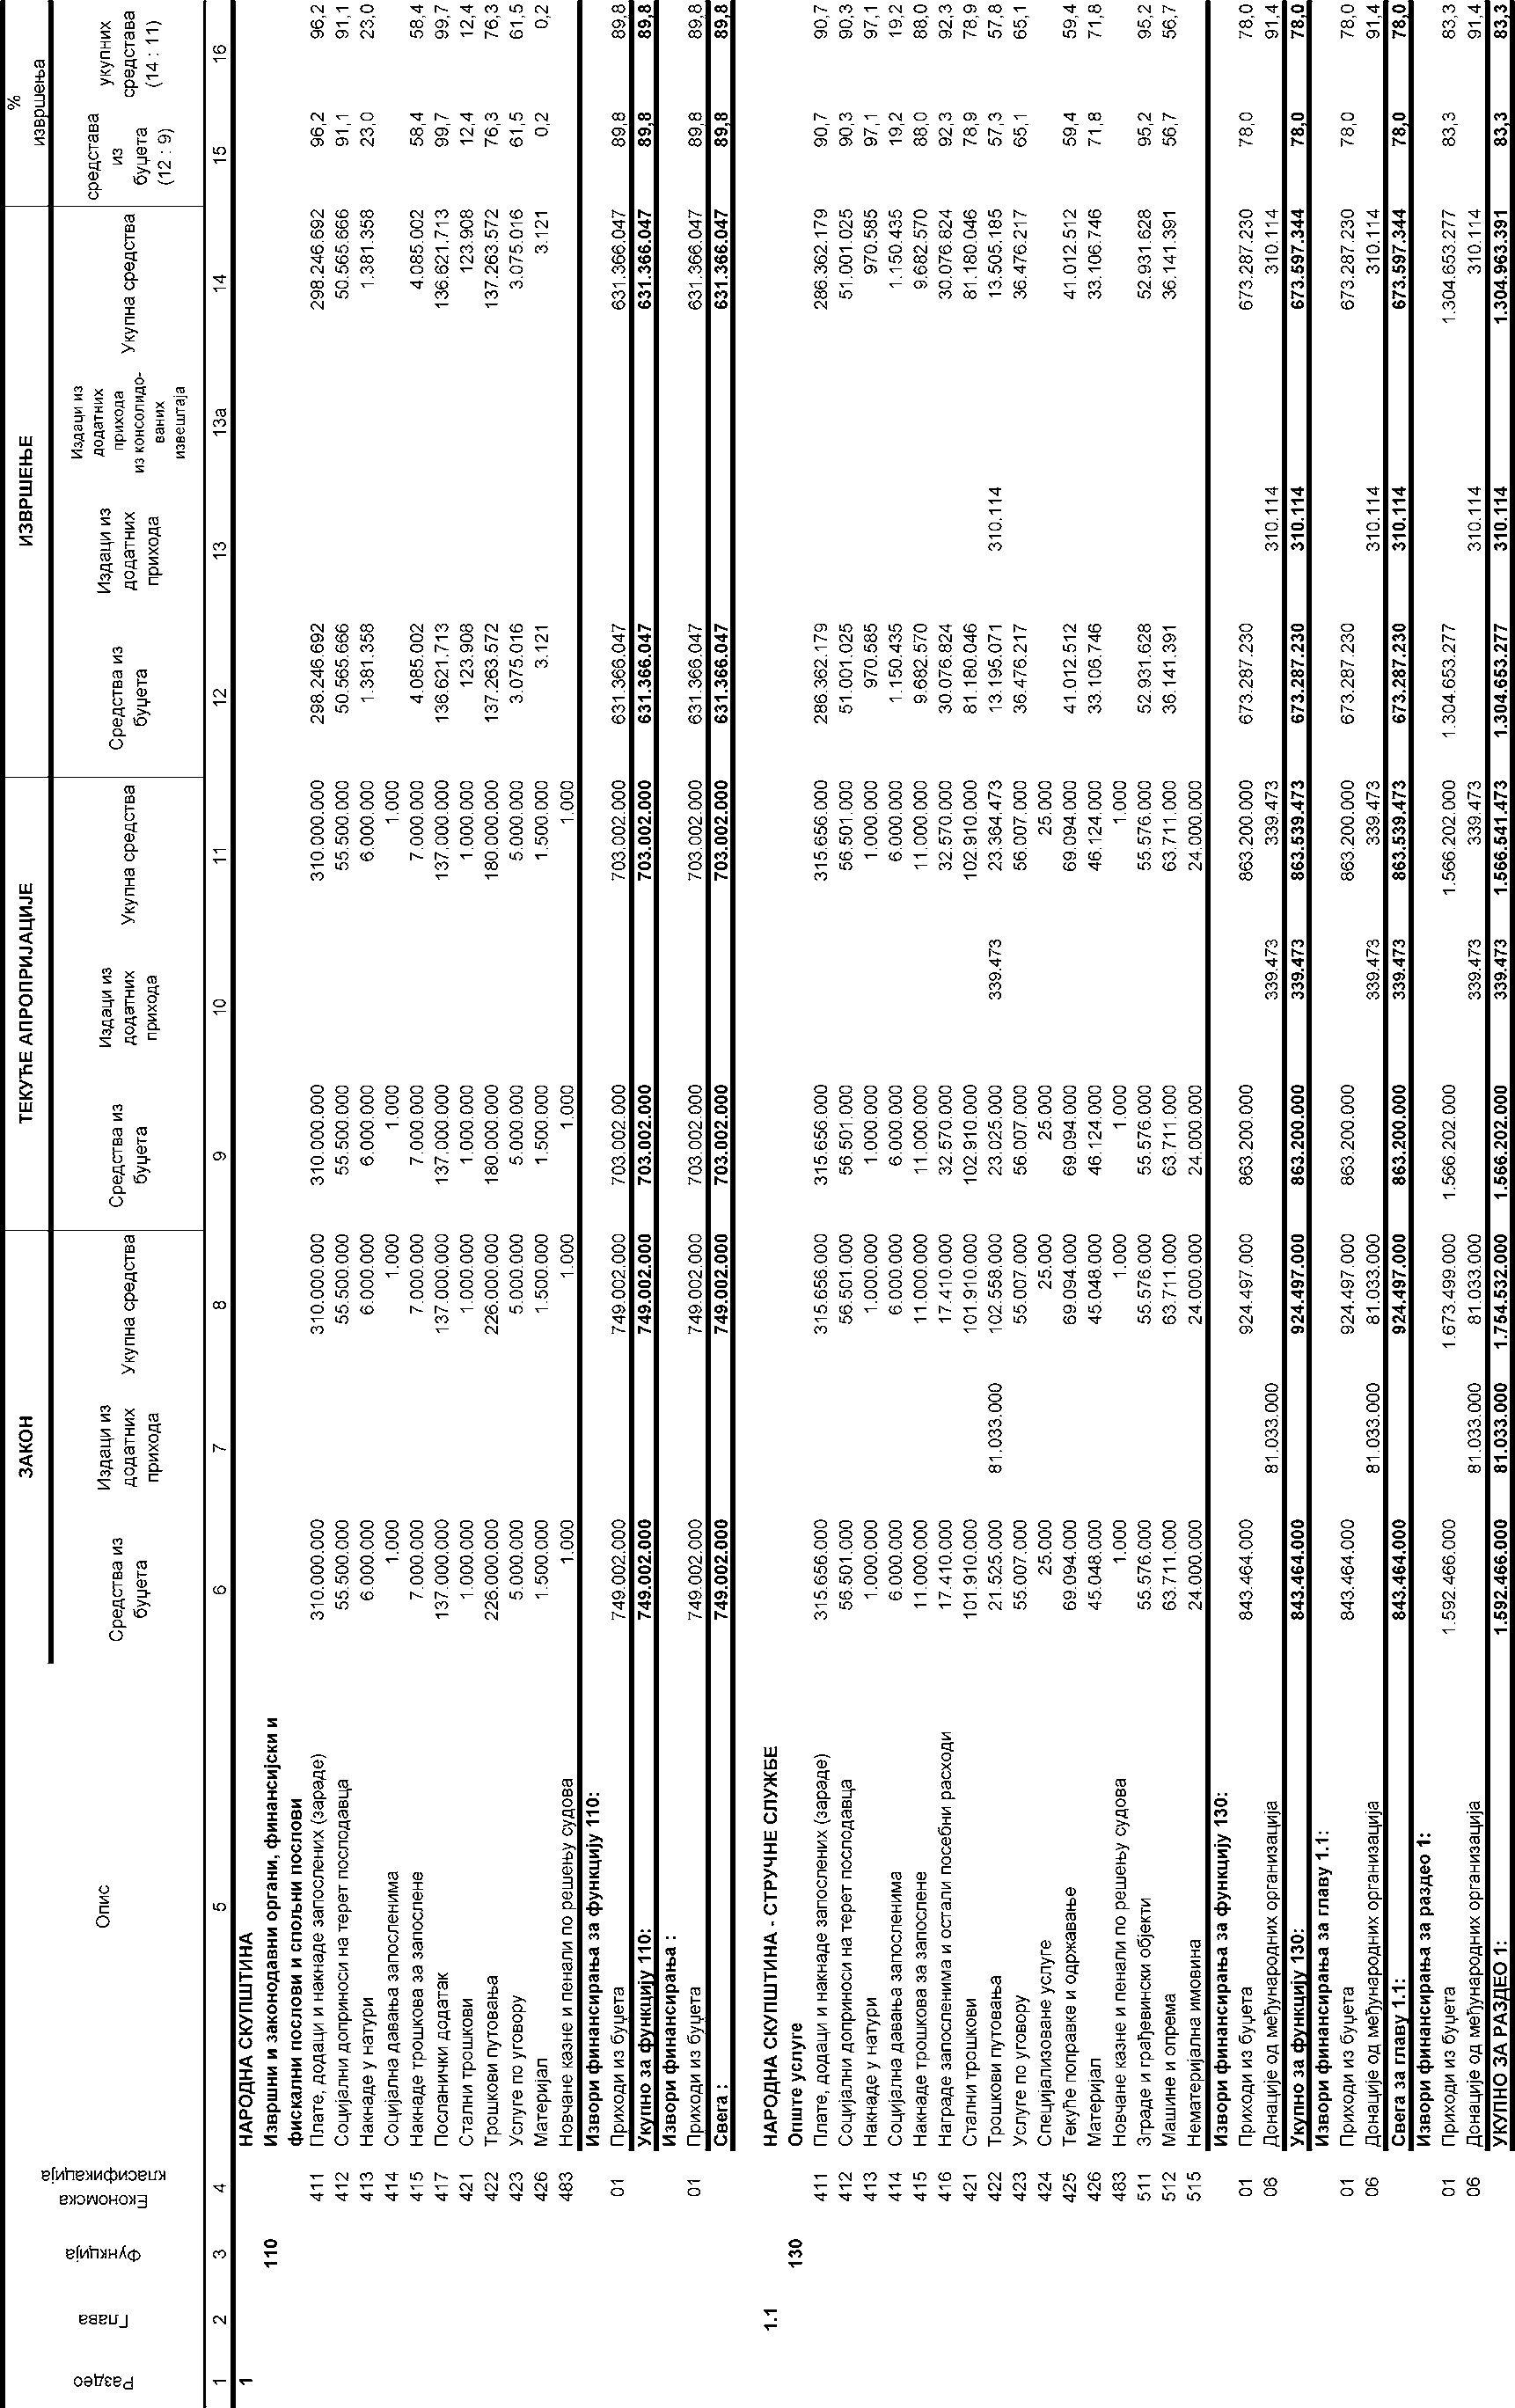 Раздео Глава Функција Економска класификација Опис ЗАКОН ТЕКУЋЕ АПРОПРИЈАЦИЈЕ ИЗВРШЕЊЕ % извршења
Средства из буџета Издаци из додатних прихода Укупна средства Средства из буџета Издаци из додатних прихода Укупна средства Средства из буџета Издаци из додатних прихода Издаци из додатних прихода из консолидо-ваних извештаја Укупна средства средстава из буџета (12 : 9) укупних средстава (14 : 11)
1 2 3 4 5 6 7 8 9 10 11 12 13 13а 14 15 16
1 НАРОДНА СКУПШТИНА
110 Извршни и законодавни органи, финансијски и
фискални послови и спољни послови
411 Плате, додаци и накнаде запослених (зараде) 310.000.000 310.000.000 310.000.000 310.000.000 298.246.692 298.246.692 96,2 96,2
412 Социјални доприноси на терет послодавца 55.500.000 55.500.000 55.500.000 55.500.000 50.565.666 50.565.666 91,1 91,1
413 Накнаде у натури 6.000.000 6.000.000 6.000.000 6.000.000 1.381.358 1.381.358 23,0 23,0
414 Социјална давања запосленима 1.000 1.000 1.000 1.000
415 Накнаде трошкова за запослене 7.000.000 7.000.000 7.000.000 7.000.000 4.085.002 4.085.002 58,4 58,4
417 Посланички додатак 137.000.000 137.000.000 137.000.000 137.000.000 136.621.713 136.621.713 99,7 99,7
421 Стални трошкови 1.000.000 1.000.000 1.000.000 1.000.000 123.908 123.908 12,4 12,4
422 Трошкови путовања 226.000.000 226.000.000 180.000.000 180.000.000 137.263.572 137.263.572 76,3 76,3
423 Услуге по уговору 5.000.000 5.000.000 5.000.000 5.000.000 3.075.016 3.075.016 61,5 61,5
426 Материјал 1.500.000 1.500.000 1.500.000 1.500.000 3.121 3.121 0,2 0,2
483 Новчане казне и пенали по решењу судова 1.000 1.000 1.000 1.000
Извори финансирања за функцију 110:
01 Приходи из буџета 749.002.000 749.002.000 703.002.000 703.002.000 631.366.047 631.366.047 89,8 89,8
Укупно за функцију 110: 749.002.000 749.002.000 703.002.000 703.002.000 631.366.047 631.366.047 89,8 89,8
Извори финансирања :
01 Приходи из буџета 749.002.000 749.002.000 703.002.000 703.002.000 631.366.047 631.366.047 89,8 89,8
Свега : 749.002.000 749.002.000 703.002.000 703.002.000 631.366.047 631.366.047 89,8 89,8
1.1 НАРОДНА СКУПШТИНА - СТРУЧНЕ СЛУЖБЕ
130 Опште услуге
411 Плате, додаци и накнаде запослених (зараде) 315.656.000 315.656.000 315.656.000 315.656.000 286.362.179 286.362.179 90,7 90,7
412 Социјални доприноси на терет послодавца 56.501.000 56.501.000 56.501.000 56.501.000 51.001.025 51.001.025 90,3 90,3
413 Накнаде у натури 1.000.000 1.000.000 1.000.000 1.000.000 970.585 970.585 97,1 97,1
414 Социјална давања запосленима 6.000.000 6.000.000 6.000.000 6.000.000 1.150.435 1.150.435 19,2 19,2
415 Накнаде трошкова за запослене 11.000.000 11.000.000 11.000.000 11.000.000 9.682.570 9.682.570 88,0 88,0
416 Награде запосленима и остали посебни расходи 17.410.000 17.410.000 32.570.000 32.570.000 30.076.824 30.076.824 92,3 92,3
421 Стални трошкови 101.910.000 101.910.000 102.910.000 102.910.000 81.180.046 81.180.046 78,9 78,9
422 Трошкови путовања 21.525.000 81.033.000 102.558.000 23.025.000 339.473 23.364.473 13.195.071 310.114 13.505.185 57,3 57,8
423 Услуге по уговору 55.007.000 55.007.000 56.007.000 56.007.000 36.476.217 36.476.217 65,1 65,1
424 Специјализоване услуге 25.000 25.000 25.000 25.000
425 Текуће поправке и одржавање 69.094.000 69.094.000 69.094.000 69.094.000 41.012.512 41.012.512 59,4 59,4
426 Материјал 45.048.000 45.048.000 46.124.000 46.124.000 33.106.746 33.106.746 71,8 71,8
483 Новчане казне и пенали по решењу судова 1.000 1.000 1.000 1.000
511 Зграде и грађевински објекти 55.576.000 55.576.000 55.576.000 55.576.000 52.931.628 52.931.628 95,2 95,2
512 Машине и опрема 63.711.000 63.711.000 63.711.000 63.711.000 36.141.391 36.141.391 56,7 56,7
515 Нематеријална имовина 24.000.000 24.000.000 24.000.000 24.000.000
Извори финансирања за функцију 130:
01 Приходи из буџета 843.464.000 924.497.000 863.200.000 863.200.000 673.287.230 673.287.230 78,0 78,0
06 Донације од међународних организација 81.033.000 339.473 339.473 310.114 310.114 91,4
Укупно за функцију 130: 843.464.000 924.497.000 863.200.000 339.473 863.539.473 673.287.230 310.114 673.597.344 78,0 78,0
Извори финансирања за главу 1.1:
01 Приходи из буџета 843.464.000 924.497.000 863.200.000 863.200.000 673.287.230 673.287.230 78,0 78,0
06 Донације од међународних организација 81.033.000 81.033.000 339.473 339.473 310.114 310.114 91,4
Свега за главу 1.1: 843.464.000 924.497.000 863.200.000 339.473 863.539.473 673.287.230 310.114 673.597.344 78,0 78,0
Извори финансирања за раздео 1:
01 Приходи из буџета 1.592.466.000 1.673.499.000 1.566.202.000 1.566.202.000 1.304.653.277 1.304.653.277 83,3 83,3
06 Донације од међународних организација 81.033.000 81.033.000 339.473 339.473 310.114 310.114 91,4
УКУПНО ЗА РАЗДЕО 1: 1.592.466.000 81.033.000 1.754.532.000 1.566.202.000 339.473 1.566.541.473 1.304.653.277 310.114 1.304.963.391 83,3 83,3